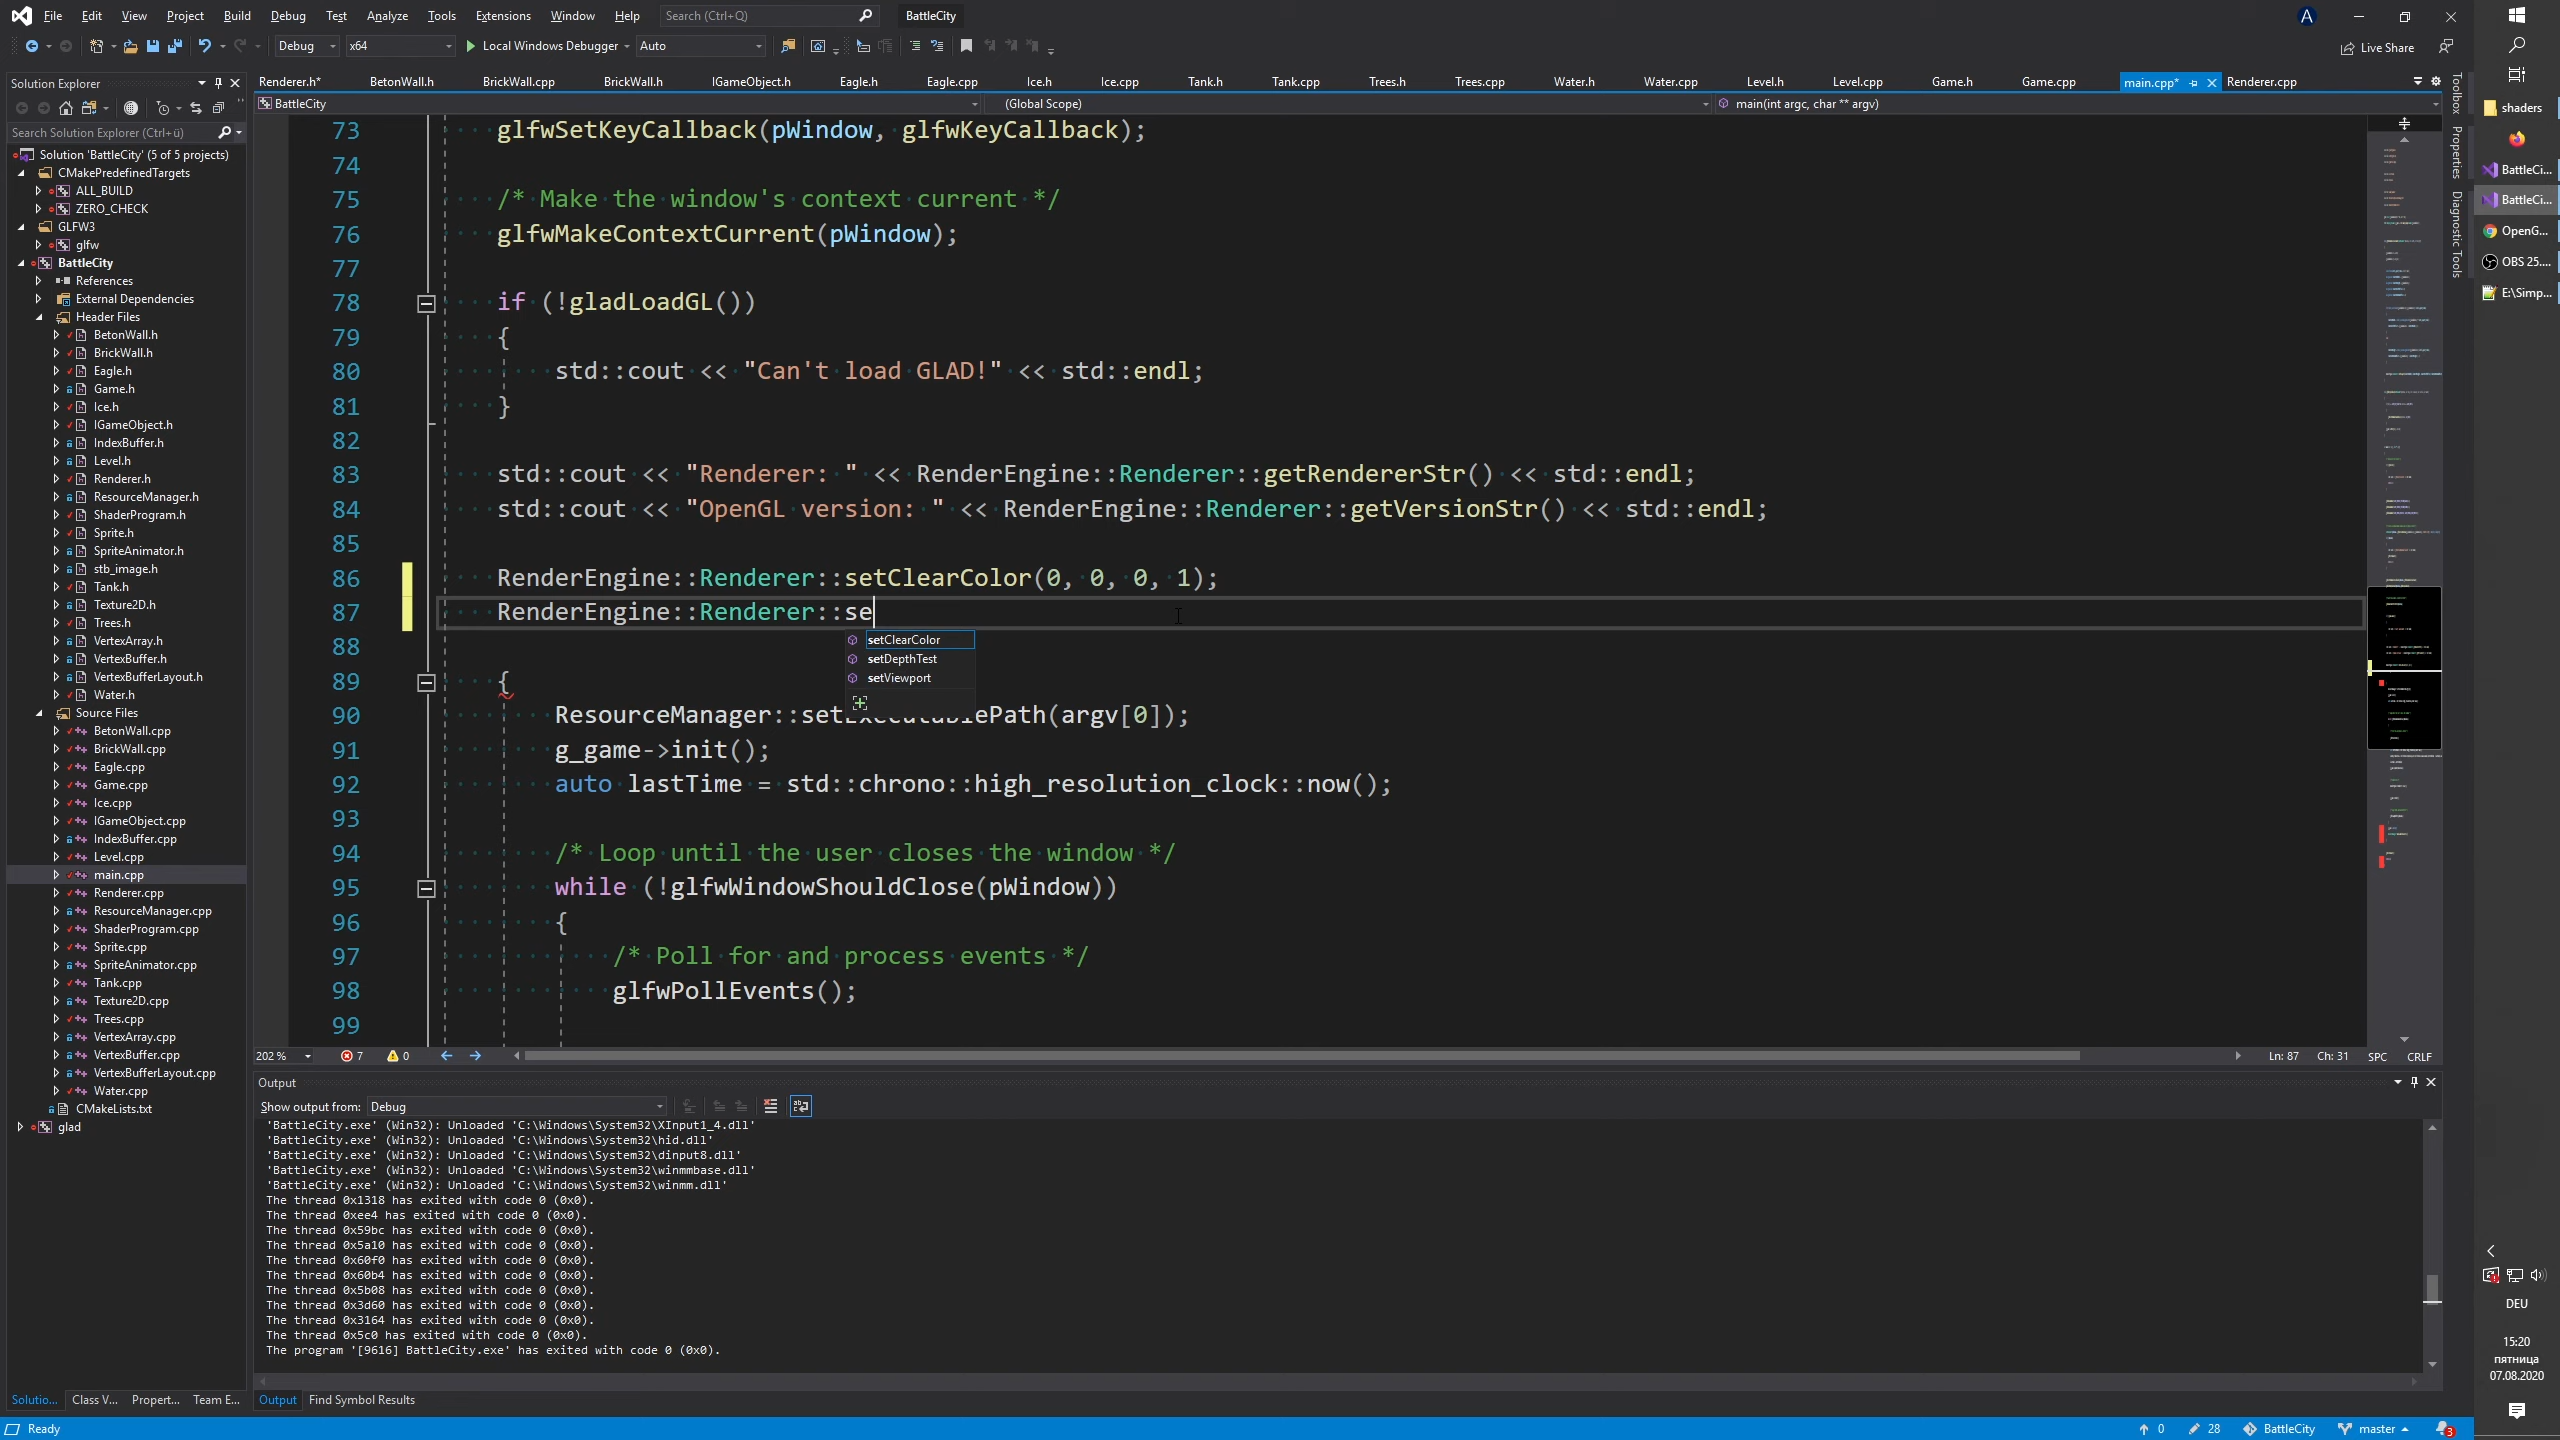 File Edit View Project Build Debug Test Analyze Tools Extensions Window Help Search (Ctrl+Q) BattleCity
Debug x64 Local Windows Debugger Auto Live Share
Solution Explorer
Search Solution Explorer (Ctrl+ü)
Solution 'BattleCity' (5 of 5 projects)
CMakePredefinedTargets
ALL_BUILD
ZERO_CHECK
GLFW3
glfw
BattleCity
References
External Dependencies
Header Files
BetonWall.h
BrickWall.h
Eagle.h
Game.h
Ice.h
IGameObject.h
IndexBuffer.h
Level.h
Renderer.h
ResourceManager.h
ShaderProgram.h
Sprite.h
SpriteAnimator.h
stb_image.h
Tank.h
Texture2D.h
Trees.h
VertexArray.h
VertexBuffer.h
VertexBufferLayout.h
Water.h
Source Files
BetonWall.cpp
BrickWall.cpp
Eagle.cpp
Game.cpp
Ice.cpp
IGameObject.cpp
IndexBuffer.cpp
Level.cpp
main.cpp
Renderer.cpp
ResourceManager.cpp
ShaderProgram.cpp
Sprite.cpp
SpriteAnimator.cpp
Tank.cpp
Texture2D.cpp
Trees.cpp
VertexArray.cpp
VertexBuffer.cpp
VertexBufferLayout.cpp
Water.cpp
CMakeLists.txt
glad
Solutio... Class V... Propert... Team E...
Renderer.h* BetonWall.h BrickWall.cpp BrickWall.h IGameObject.h Eagle.h Eagle.cpp Ice.h Ice.cpp Tank.h Tank.cpp Trees.h Trees.cpp Water.h Water.cpp Level.h Level.cpp Game.h Game.cpp main.cpp* Renderer.cpp
BattleCity (Global Scope) main(int argc, char ** argv)
73 glfwSetKeyCallback(pWindow, glfwKeyCallback);
74
75 /* Make the window's context current */
76 glfwMakeContextCurrent(pWindow);
77
78 if (!gladLoadGL())
79 {
80 std::cout << "Can't load GLAD!" << std::endl;
81 }
82
83 std::cout << "Renderer: " << RenderEngine::Renderer::getRendererStr() << std::endl;
84 std::cout << "OpenGL version: " << RenderEngine::Renderer::getVersionStr() << std::endl;
85
86 RenderEngine::Renderer::setClearColor(0, 0, 0, 1);
87 RenderEngine::Renderer::se
setClearColor
setDepthTest
setViewport
88
89 {
90 ResourceManager::setExecutablePath(argv[0]);
91 g_game->init();
92 auto lastTime = std::chrono::high_resolution_clock::now();
93
94 /* Loop until the user closes the window */
95 while (!glfwWindowShouldClose(pWindow))
96 {
97 /* Poll for and process events */
98 glfwPollEvents();
99
202 % 7 0 Ln: 87 Ch: 31 SPC CRLF
Output
Show output from: Debug
'BattleCity.exe' (Win32): Unloaded 'C:\Windows\System32\XInput1_4.dll'
'BattleCity.exe' (Win32): Unloaded 'C:\Windows\System32\hid.dll'
'BattleCity.exe' (Win32): Unloaded 'C:\Windows\System32\dinput8.dll'
'BattleCity.exe' (Win32): Unloaded 'C:\Windows\System32\winmmbase.dll'
'BattleCity.exe' (Win32): Unloaded 'C:\Windows\System32\winmm.dll'
The thread 0x1318 has exited with code 0 (0x0).
The thread 0xee4 has exited with code 0 (0x0).
The thread 0x59bc has exited with code 0 (0x0).
The thread 0x5a10 has exited with code 0 (0x0).
The thread 0x60f0 has exited with code 0 (0x0).
The thread 0x60b4 has exited with code 0 (0x0).
The thread 0x5b08 has exited with code 0 (0x0).
The thread 0x3d60 has exited with code 0 (0x0).
The thread 0x3164 has exited with code 0 (0x0).
The thread 0x5c0 has exited with code 0 (0x0).
The program '[9616] BattleCity.exe' has exited with code 0 (0x0).
Output Find Symbol Results
Ready 0 28 BattleCity master 3
Toolbox
Properties
Diagnostic Tools
A
shaders
BattleCi...
BattleCi...
OpenG...
OBS 25....
E:\Simp...
DEU
15:20
пятница
07.08.2020